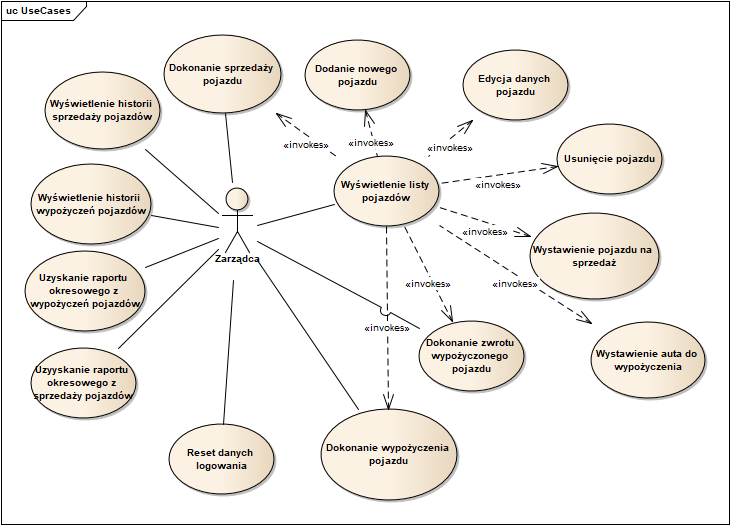 uc UseCases
Dokonanie sprzedaży
pojazdu
Dodanie nowego
pojazdu
Edycja danych
pojazdu
Wyświetlenie historii
sprzedaży pojazdów
«invokes»
«invokes»
«invokes»
Usunięcie pojazdu
Wyświetlenie listy
pojazdów
«invokes»
Wyświetlenie historii
wypożyczeń pojazdów
Zarządca
«invokes»
Wystawienie pojazdu na
sprzedaż
Uzyskanie raportu
okresowego z
wypożyczeń pojazdów
«invokes»
«invokes»
«invokes»
Dokonanie zwrotu
wypożyczonego
pojazdu
Wystawienie auta do
wypożyczenia
Uzyyskanie raportu
okresowego z
sprzedaży pojazdów
Reset danych
logowania
Dokonanie wypożyczenia
pojazdu